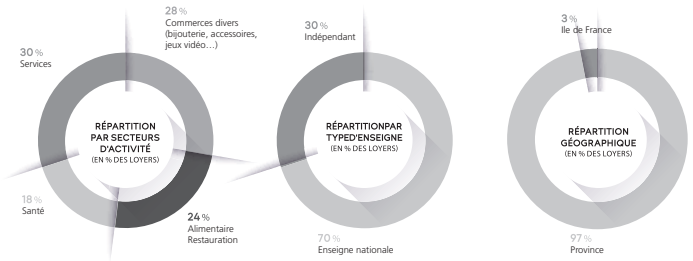 28 %
Commerces divers
(bijouterie, accessoires,
jeux vidéo...)
30 %
Services
RÉPARTITION
PAR SECTEURS
D'ACTIVITÉ
(EN % DES LOYERS)
18 %
Santé
24 %
Alimentaire
Restauration
30 %
Indépendant
RÉPARTITIONPAR
TYPED'ENSEIGNE
(EN % DES LOYERS)
70 %
Enseigne nationale
3 %
Ile de France
RÉPARTITION
GÉOGRAPHIQUE
(EN % DES LOYERS)
97 %
Province